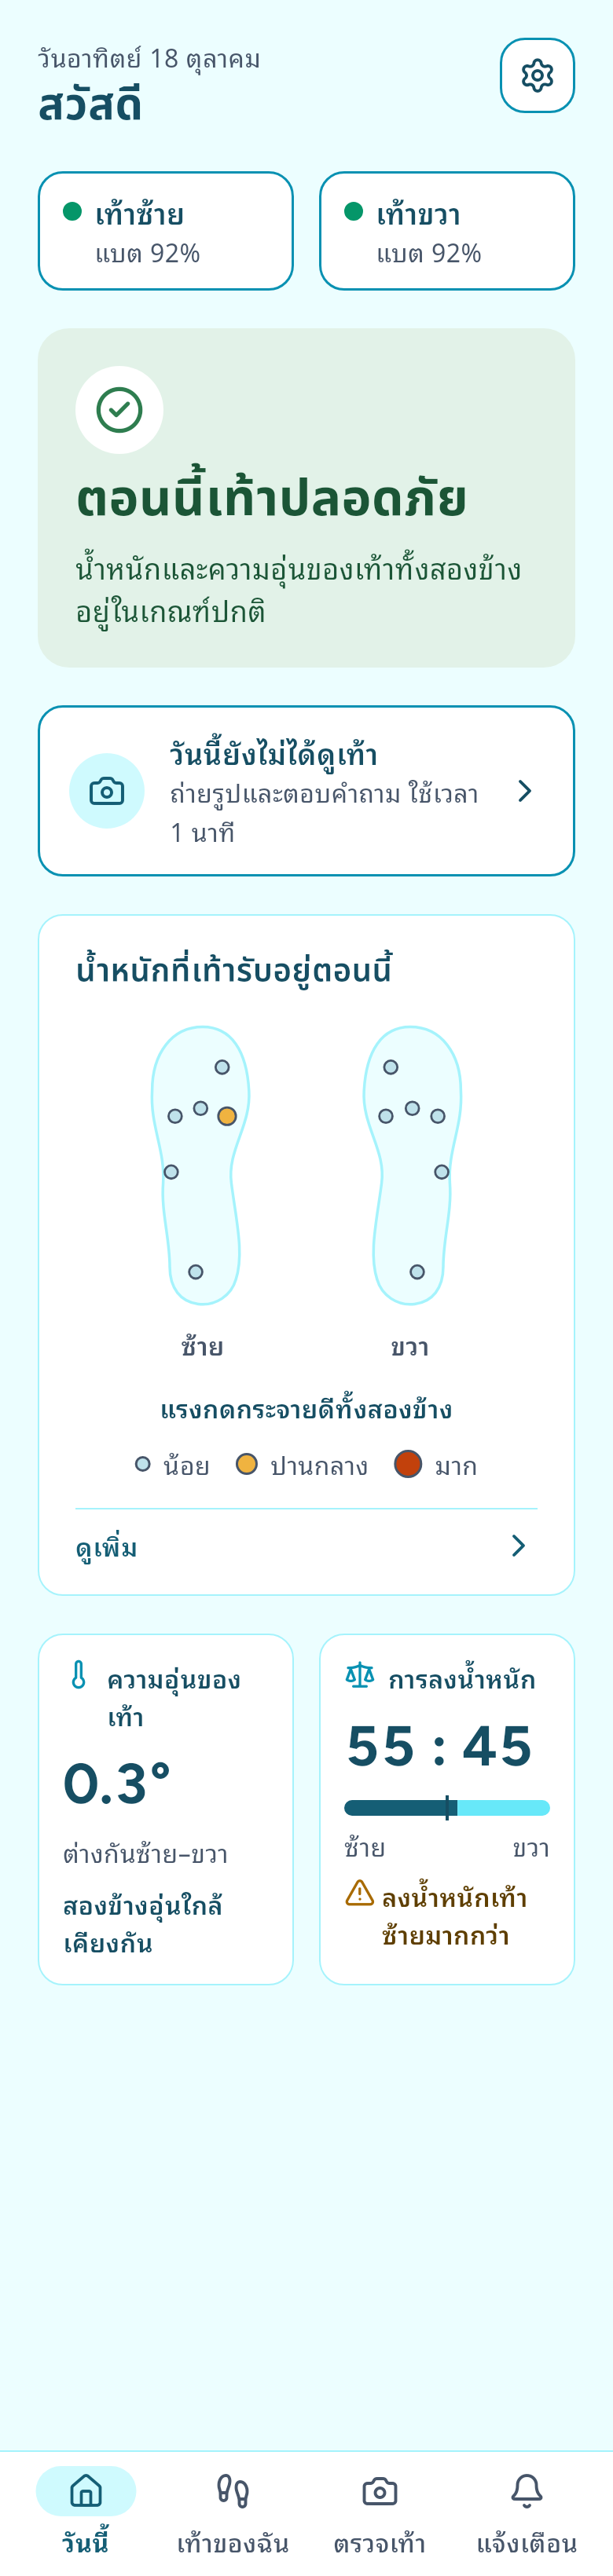 วันอาทิตย์ 18 ตุลาคม
สวัสดี
เท้าซ้าย
แบต 92%
เท้าขวา
แบต 92%
ตอนนี้เท้าปลอดภัย
น้ำหนักและความอุ่นของเท้าทั้งสองข้าง
อยู่ในเกณฑ์ปกติ
วันนี้ยังไม่ได้ดูเท้า
ถ่ายรูปและตอบคำถาม ใช้เวลา
1 นาที
น้ำหนักที่เท้ารับอยู่ตอนนี้
ซ้าย
ขวา
แรงกดกระจายดีทั้งสองข้าง
น้อย
ปานกลาง
มาก
ดูเพิ่ม
ความอุ่นของ
เท้า
0.3°
ต่างกันซ้าย–ขวา
สองข้างอุ่นใกล้
เคียงกัน
การลงน้ำหนัก
55 : 45
ซ้าย
ขวา
ลงน้ำหนักเท้า
ซ้ายมากกว่า
วันนี้
เท้าของฉัน
ตรวจเท้า
แจ้งเตือน